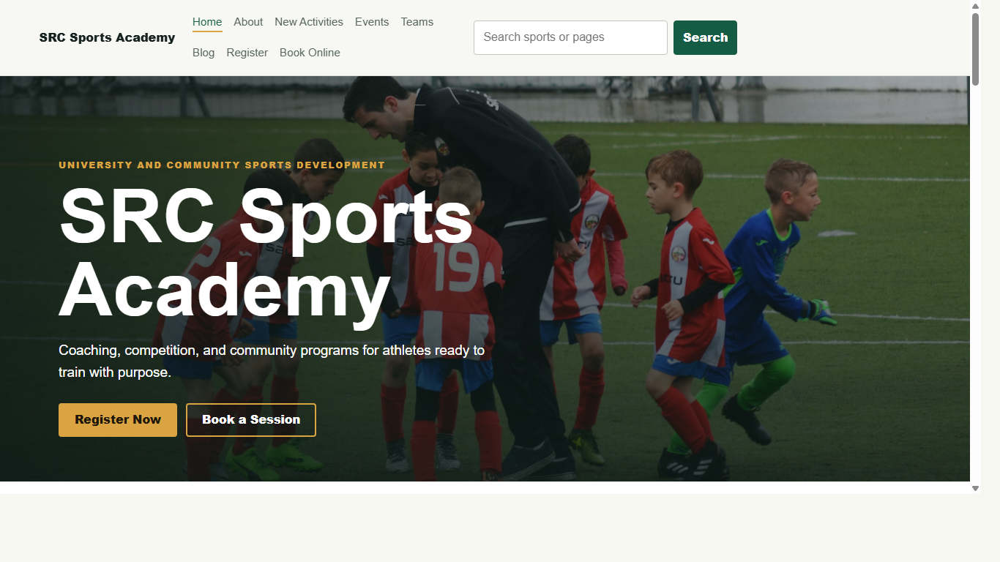 SRC Sports Academy
Home About New Activities Events Teams
Blog Register Book Online
Search sports or pages
Search
UNIVERSITY AND COMMUNITY SPORTS DEVELOPMENT
SRC Sports
Academy
Coaching, competition, and community programs for athletes ready to
train with purpose.
Register Now
Book a Session
19
2